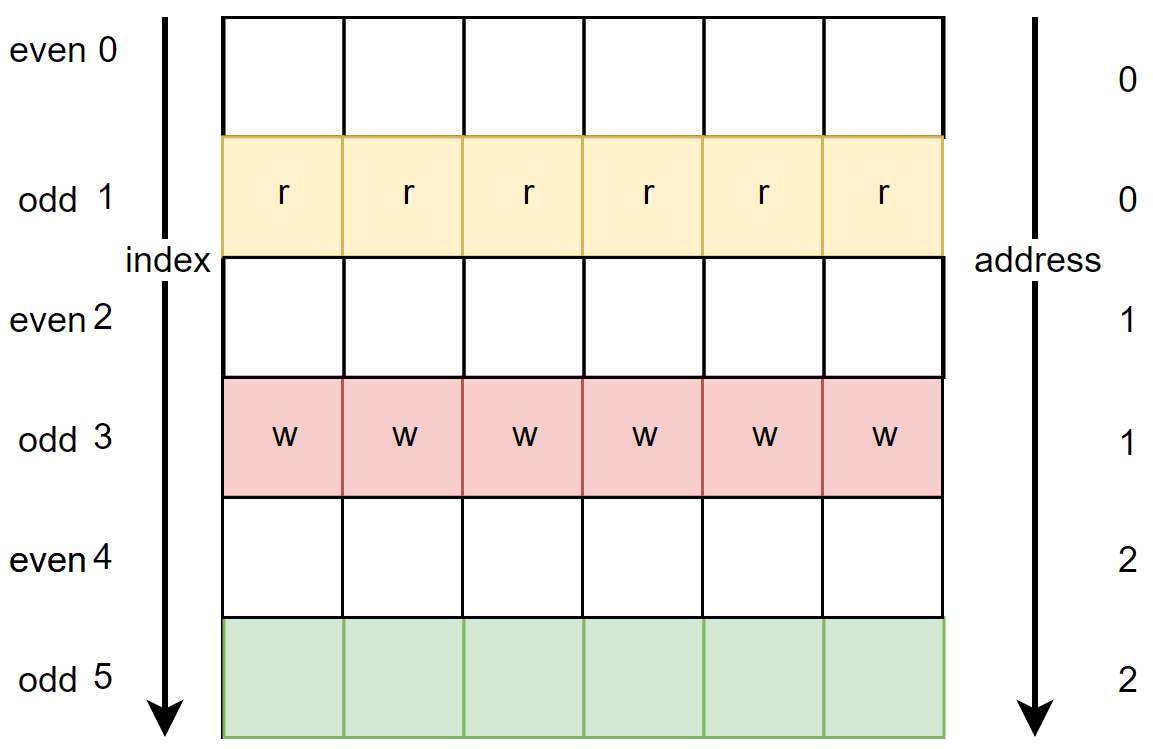 even 0
0
odd 1 r r r r r r 0
index address
even 2 1
odd 3 w w w w w w 1
even 4 2
odd 5 2